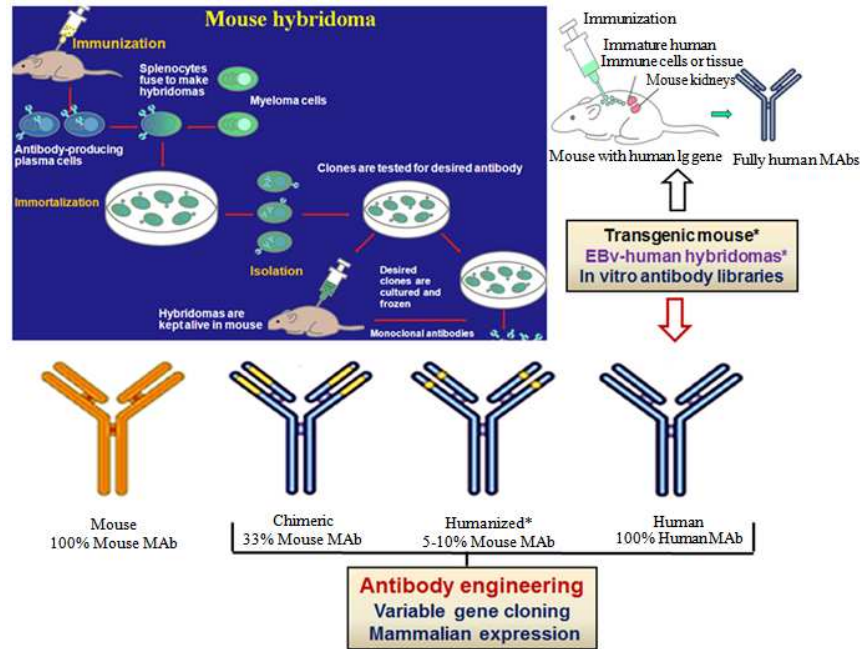 Mouse hybridoma
Immunization
Splenocytes
fuse to make
hybridomas
Myeloma cells
Antibody-producing
plasma cells
Clones are tested for desired antibody
Immortalization
Isolation
Desired
clones are
cultured and
frozen
Hybridomas are
kept alive in mouse
Monoclonal antibodies
Immunization
Immature human
Immune cells or tissue
Mouse kidneys
Mouse with human Ig gene
Fully human MAbs
Transgenic mouse*
EBv-human hybridomas*
In vitro antibody libraries
Mouse
100% Mouse MAb
Chimeric
33% Mouse MAb
Humanized*
5-10% Mouse MAb
Human
100% HumanMAb
Antibody engineering
Variable gene cloning
Mammalian expression